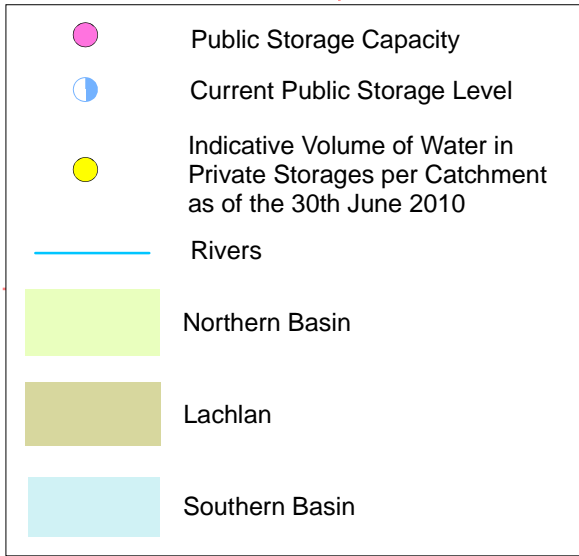 Public Storage Capacity
Current Public Storage Level
Indicative Volume of Water in
Private Storages per Catchment
as of the 30th June 2010
Rivers
Northern Basin
Lachlan
Southern Basin